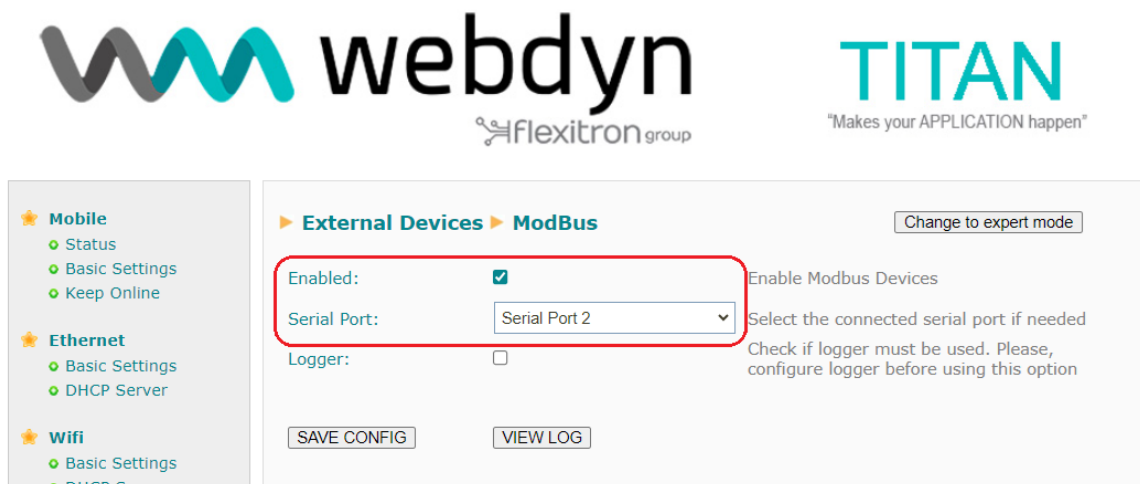 webdyn
flexitron group
TITAN
"Makes your APPLICATION happen"
Mobile
Status
Basic Settings
Keep Online
Ethernet
Basic Settings
DHCP Server
Wifi
Basic Settings
External Devices ModBus
Change to expert mode
Enabled: Enable Modbus Devices
Serial Port: Serial Port 2 Select the connected serial port if needed
Logger: Check if logger must be used. Please,
configure logger before using this option
SAVE CONFIG VIEW LOG